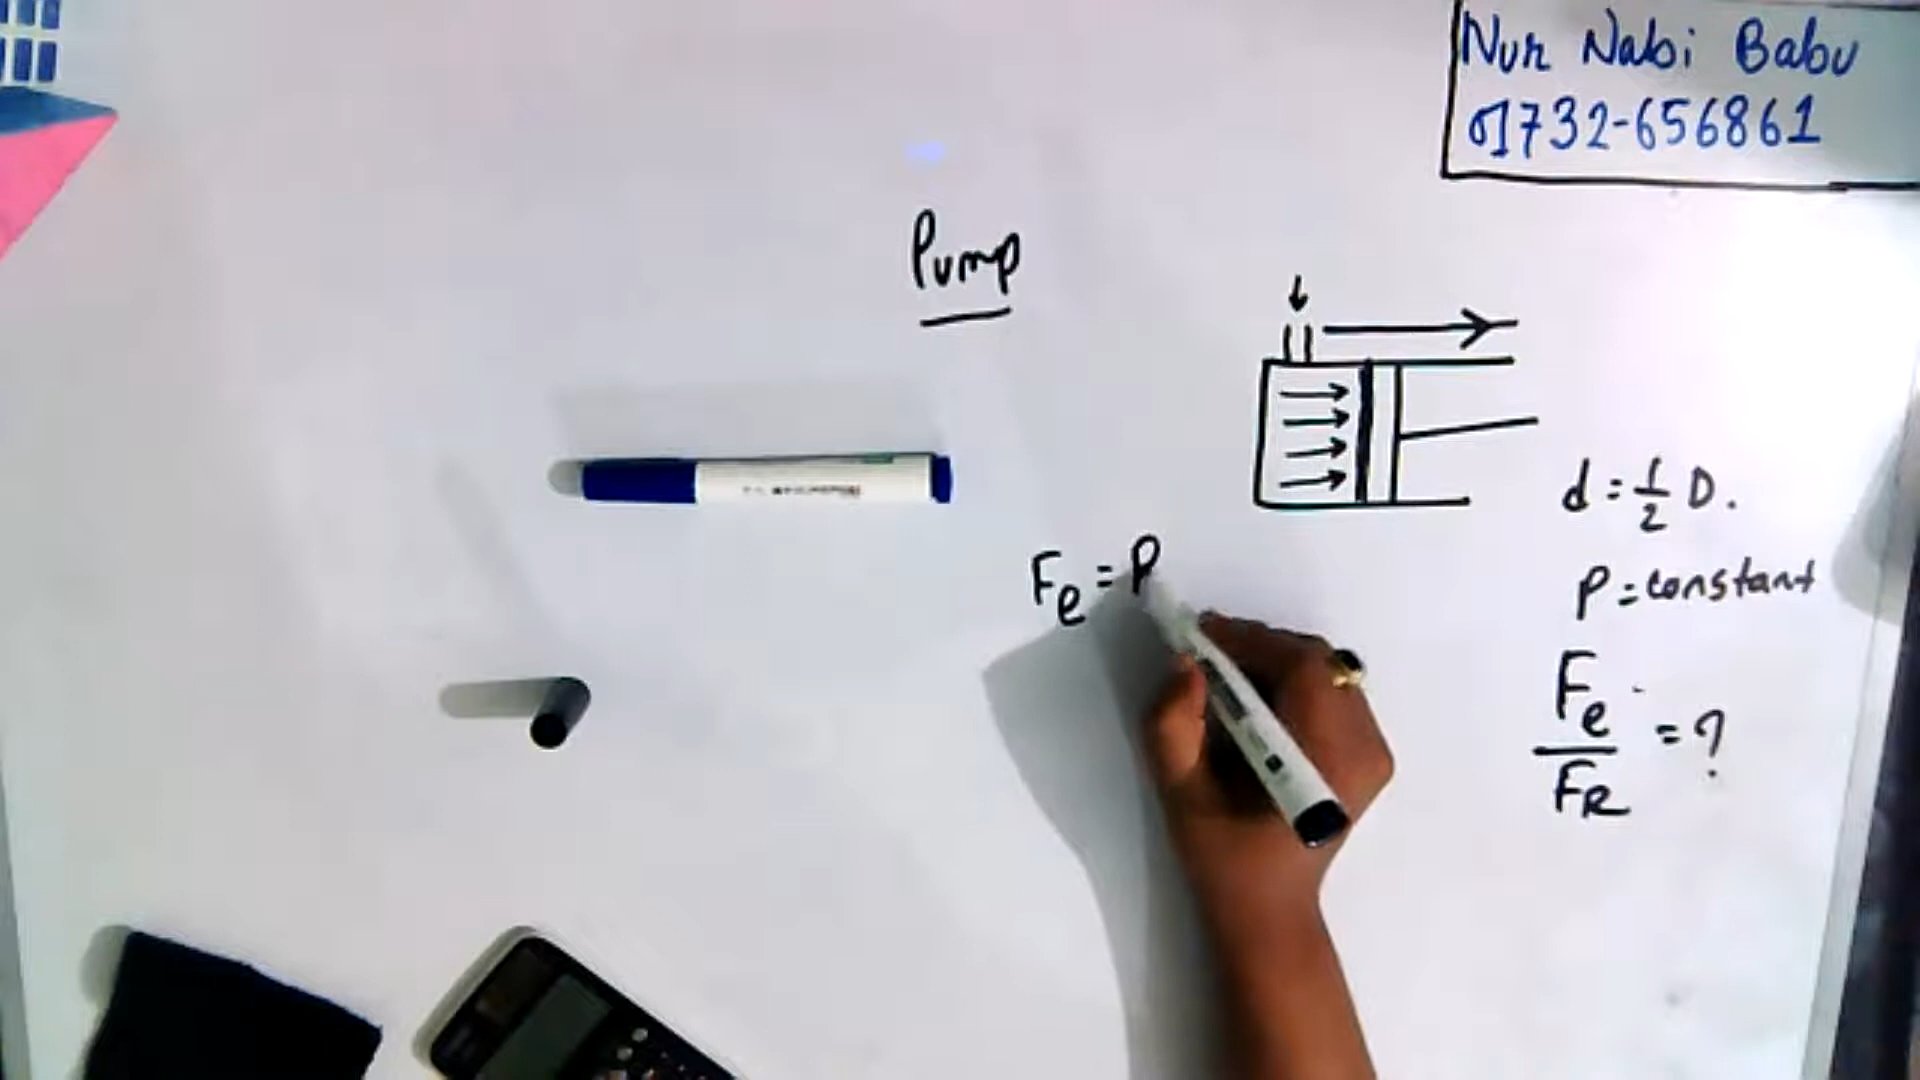 Nur Nabi Babu
01732-656861
Pump
d = 1/2 D.
P = constant
Fe = P
Fe / FR = ?